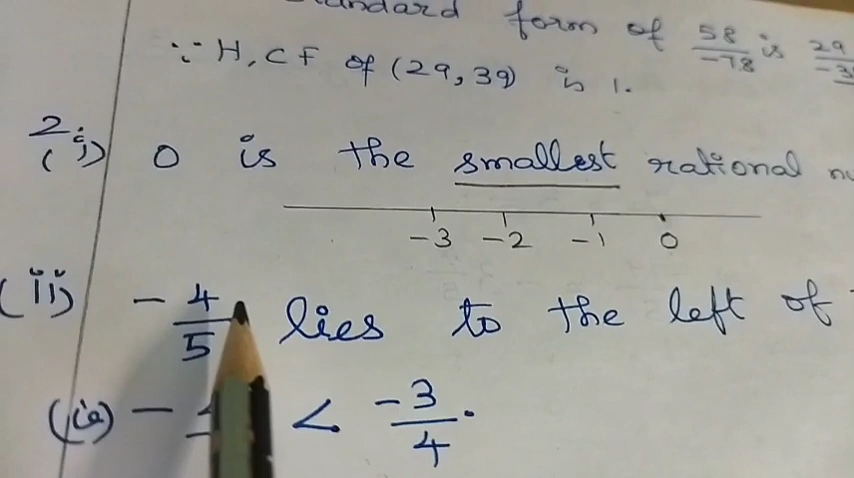 form of 58/-78 is 29/-
∵ H.CF of (29, 39) is 1.
2.
(i) 0 is the smallest rational
-3 -2 -1 0
(ii) -4/5 lies to the left of
< -3/4.